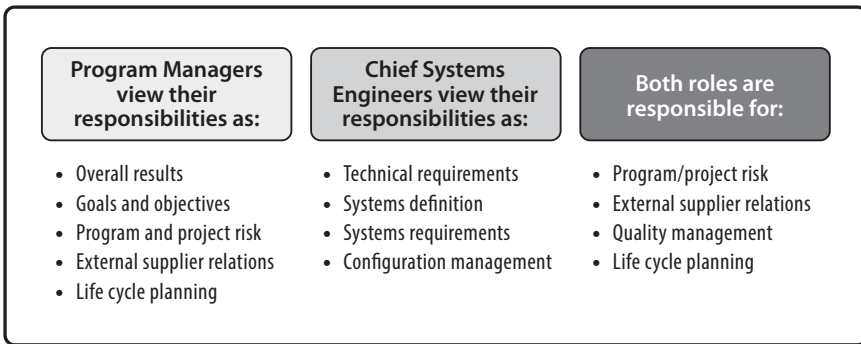 Program Managers
view their
responsibilities as:
• Overall results
• Goals and objectives
• Program and project risk
• External supplier relations
• Life cycle planning
Chief Systems
Engineers view their
responsibilities as:
• Technical requirements
• Systems definition
• Systems requirements
• Configuration management
Both roles are
responsible for:
• Program/project risk
• External supplier relations
• Quality management
• Life cycle planning